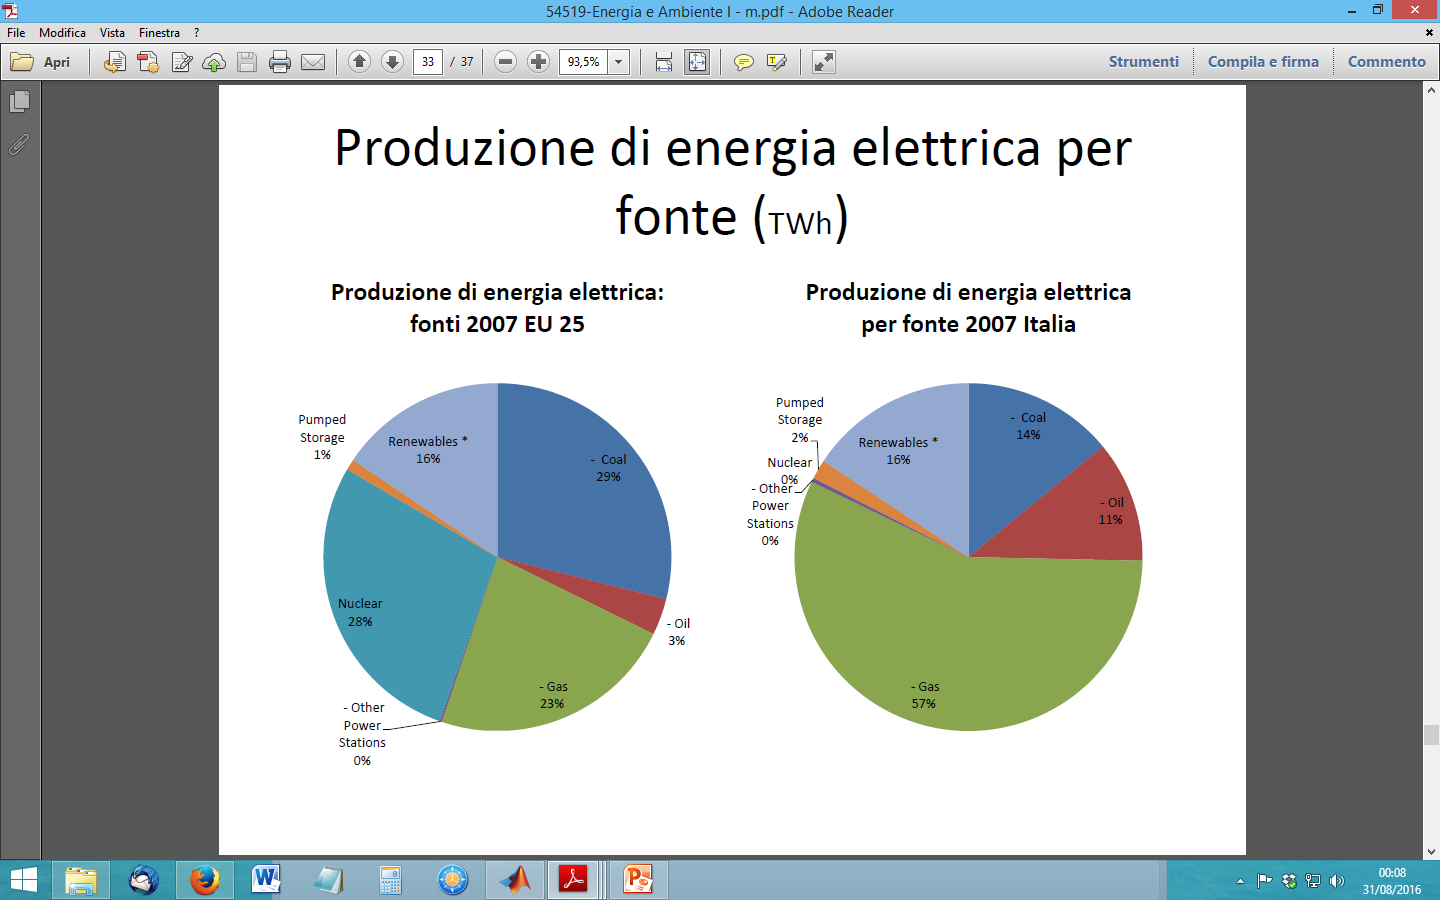 54519-Energia e Ambiente I - m.pdf - Adobe Reader
File Modifica Vista Finestra ?
Apri 33 / 37 93,5% Strumenti Compila e firma Commento
Produzione di energia elettrica per
fonte (TWh)
Produzione di energia elettrica:
fonti 2007 EU 25
Pumped
Storage
1%
Renewables *
16%
- Coal
29%
Nuclear
28%
- Oil
3%
- Gas
23%
- Other
Power
Stations
0%
Produzione di energia elettrica
per fonte 2007 Italia
Pumped
Storage
2%
Renewables *
16%
- Coal
14%
Nuclear
0%
- Other
Power
Stations
0%
- Oil
11%
- Gas
57%
00:08
31/08/2016